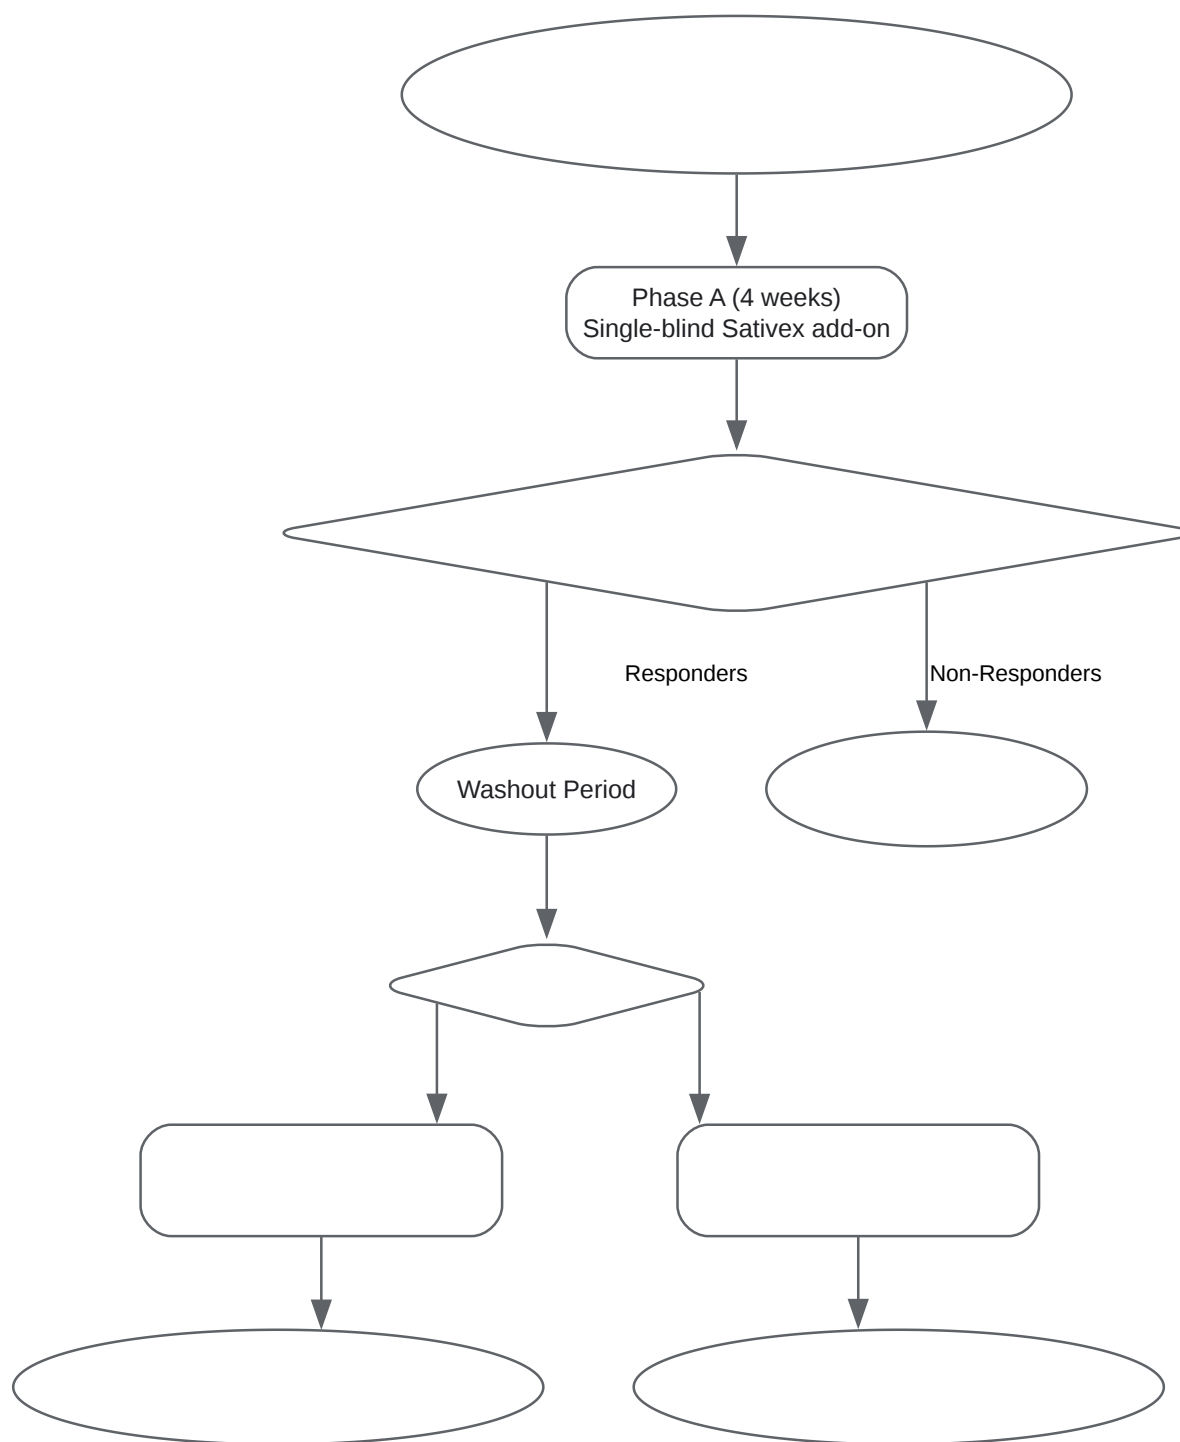 Phase A (4 weeks)
Single-blind Sativex add-on
Responders
Non-Responders
Washout Period